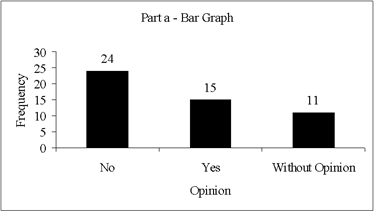 Part a - Bar Graph
Frequency
30
25
20
15
10
5
0
24
15
11
No
Yes
Without Opinion
Opinion